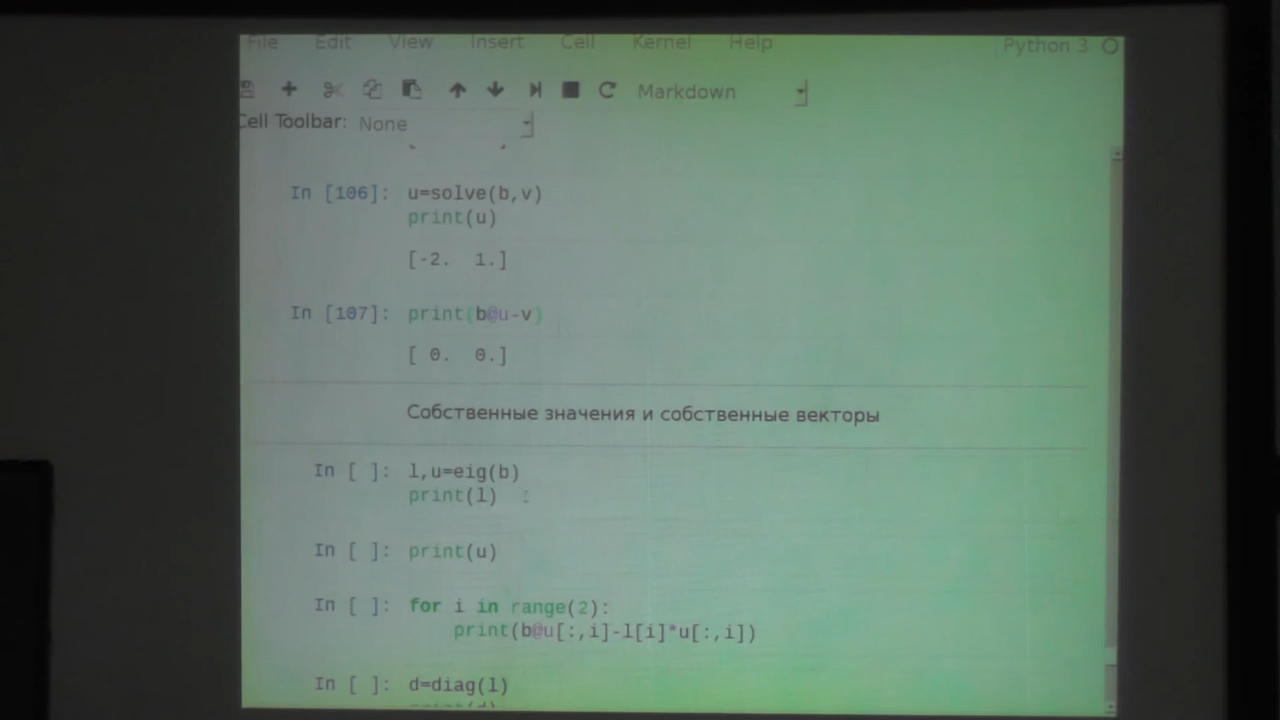 File Edit View Insert Cell Kernel Help Python 3
Markdown
Cell Toolbar: None
In [106]: u=solve(b,v)
print(u)
[-2. 1.]
In [107]: print(b@u-v)
[ 0. 0.]
Собственные значения и собственные векторы
In [ ]: l,u=eig(b)
print(l)
In [ ]: print(u)
In [ ]: for i in range(2):
print(b@u[:,i]-l[i]*u[:,i])
In [ ]: d=diag(l)